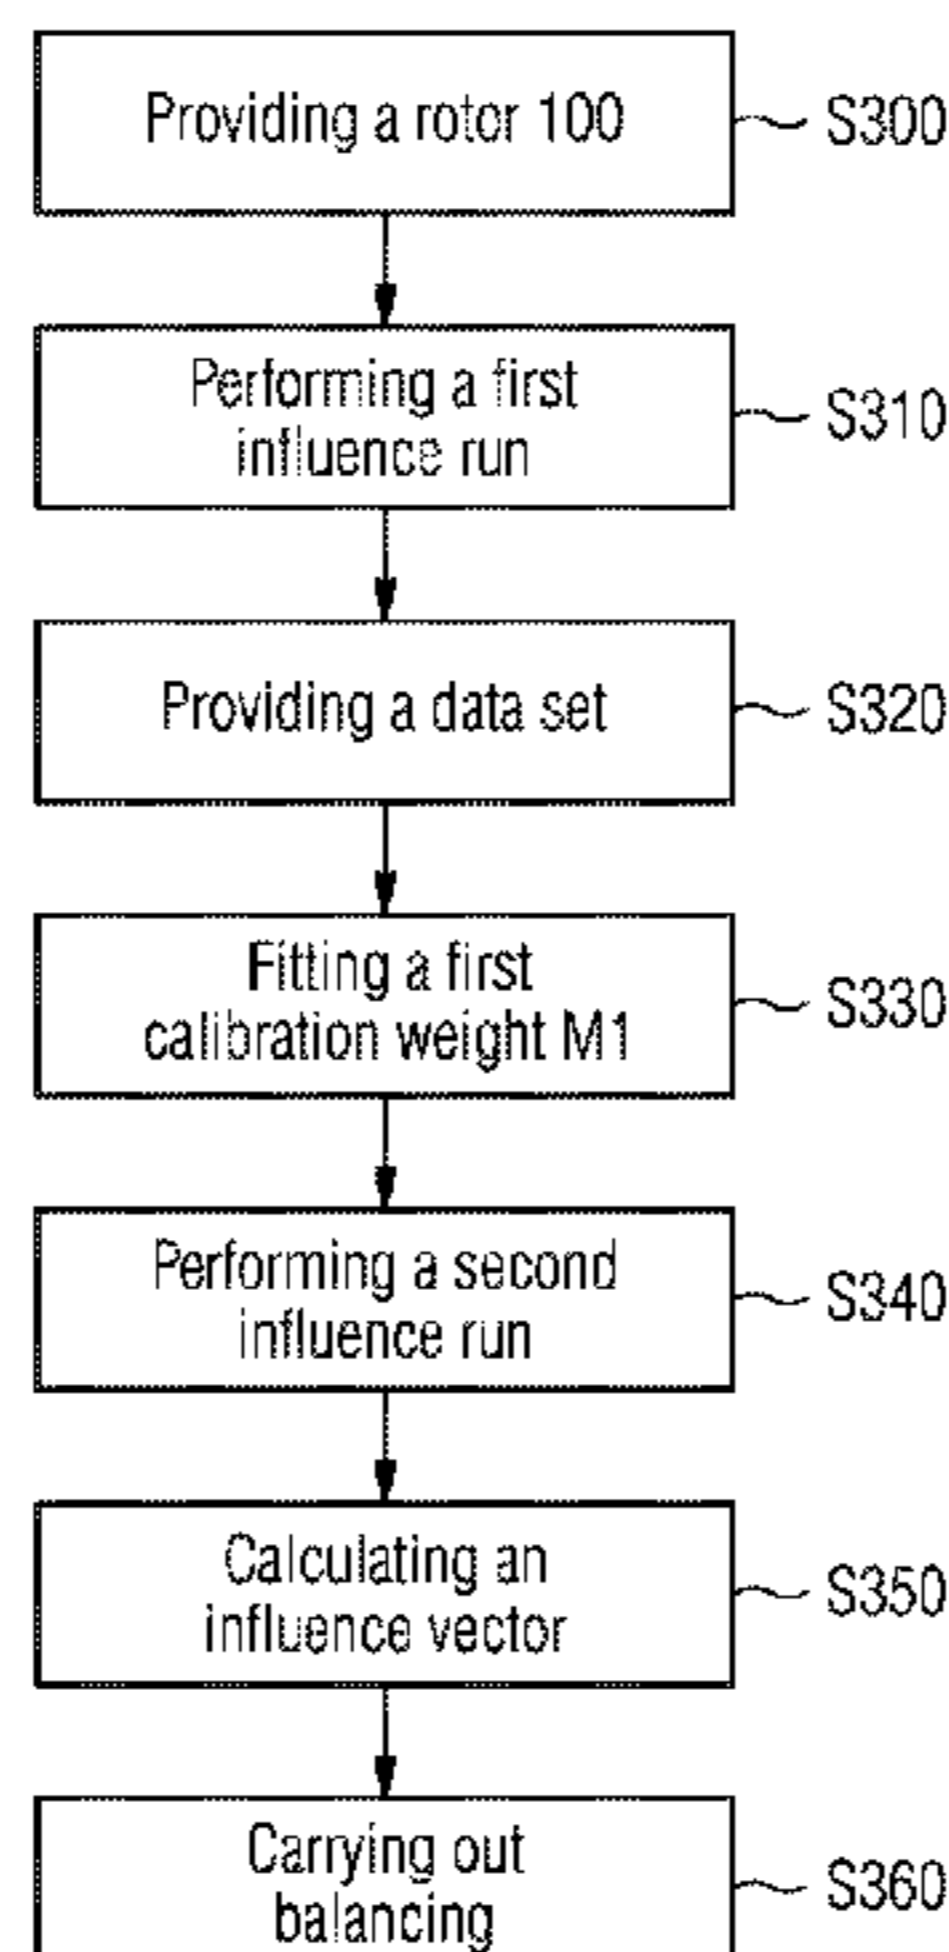 Providing a rotor 100
S300
Performing a first
influence run
S310
Providing a data set
S320
Fitting a first
calibration weight M1
S330
Performing a second
influence run
S340
Calculating an
influence vector
S350
Carrying out
balancing
S360